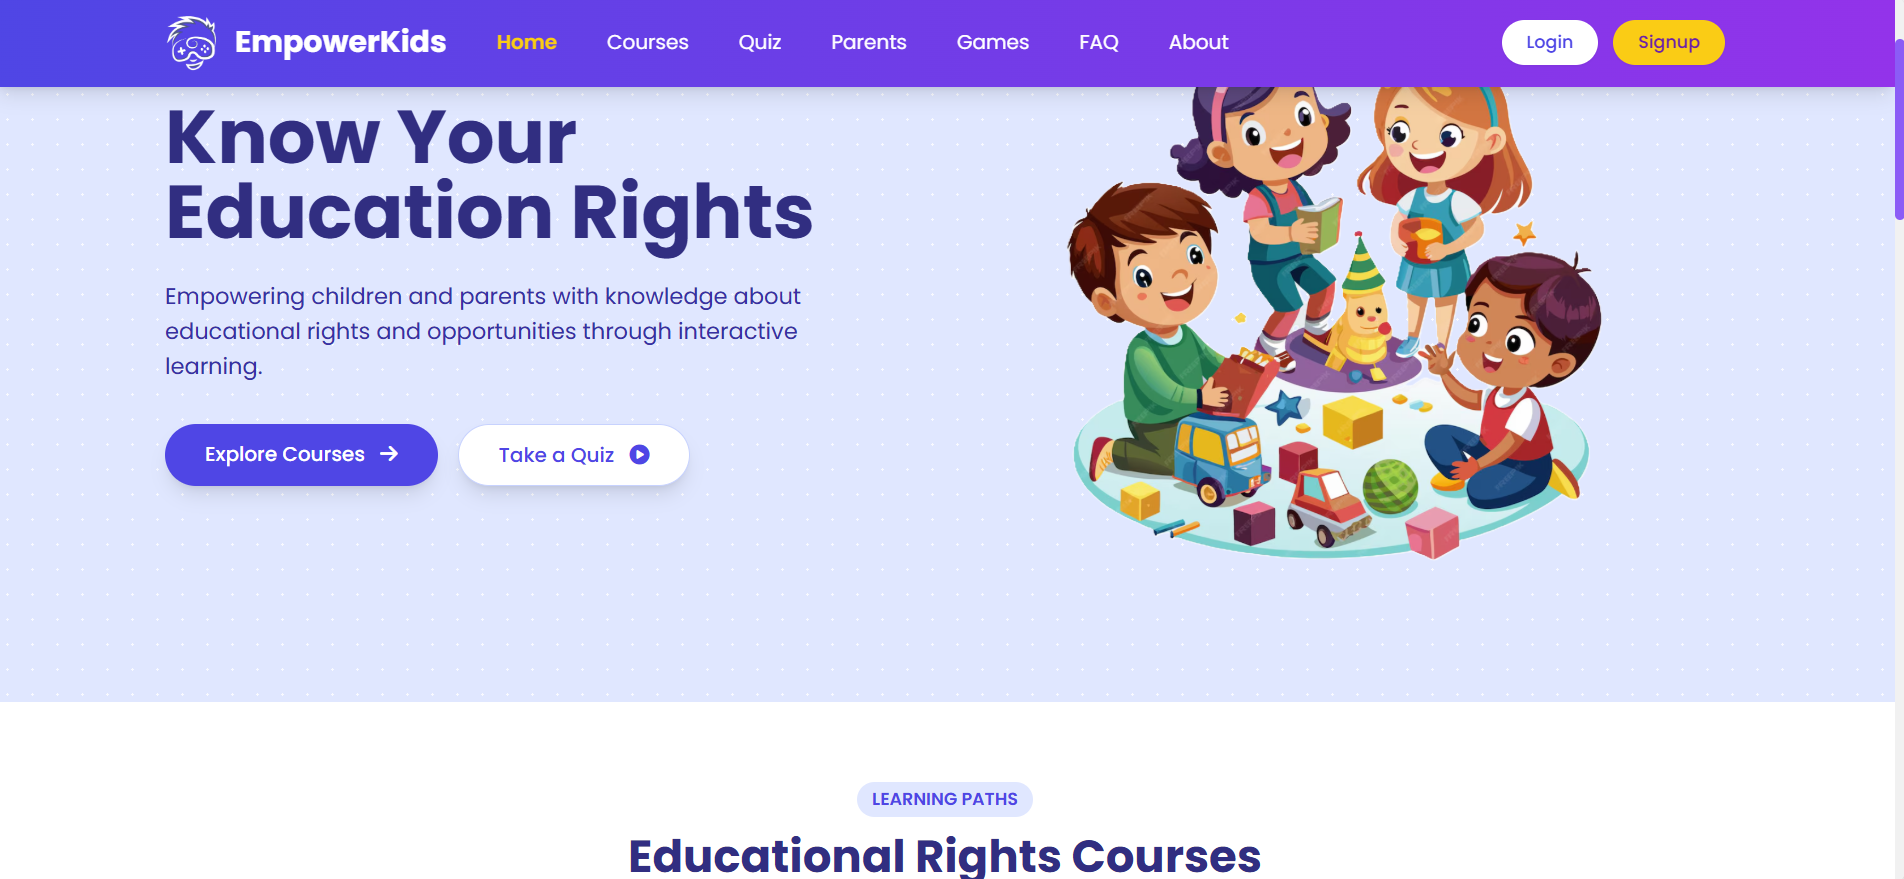 EmpowerKids
Home
Courses
Quiz
Parents
Games
FAQ
About
Login
Signup
Know Your
Education Rights
Empowering children and parents with knowledge about
educational rights and opportunities through interactive
learning.
Explore Courses
Take a Quiz
LEARNING PATHS
Educational Rights Courses